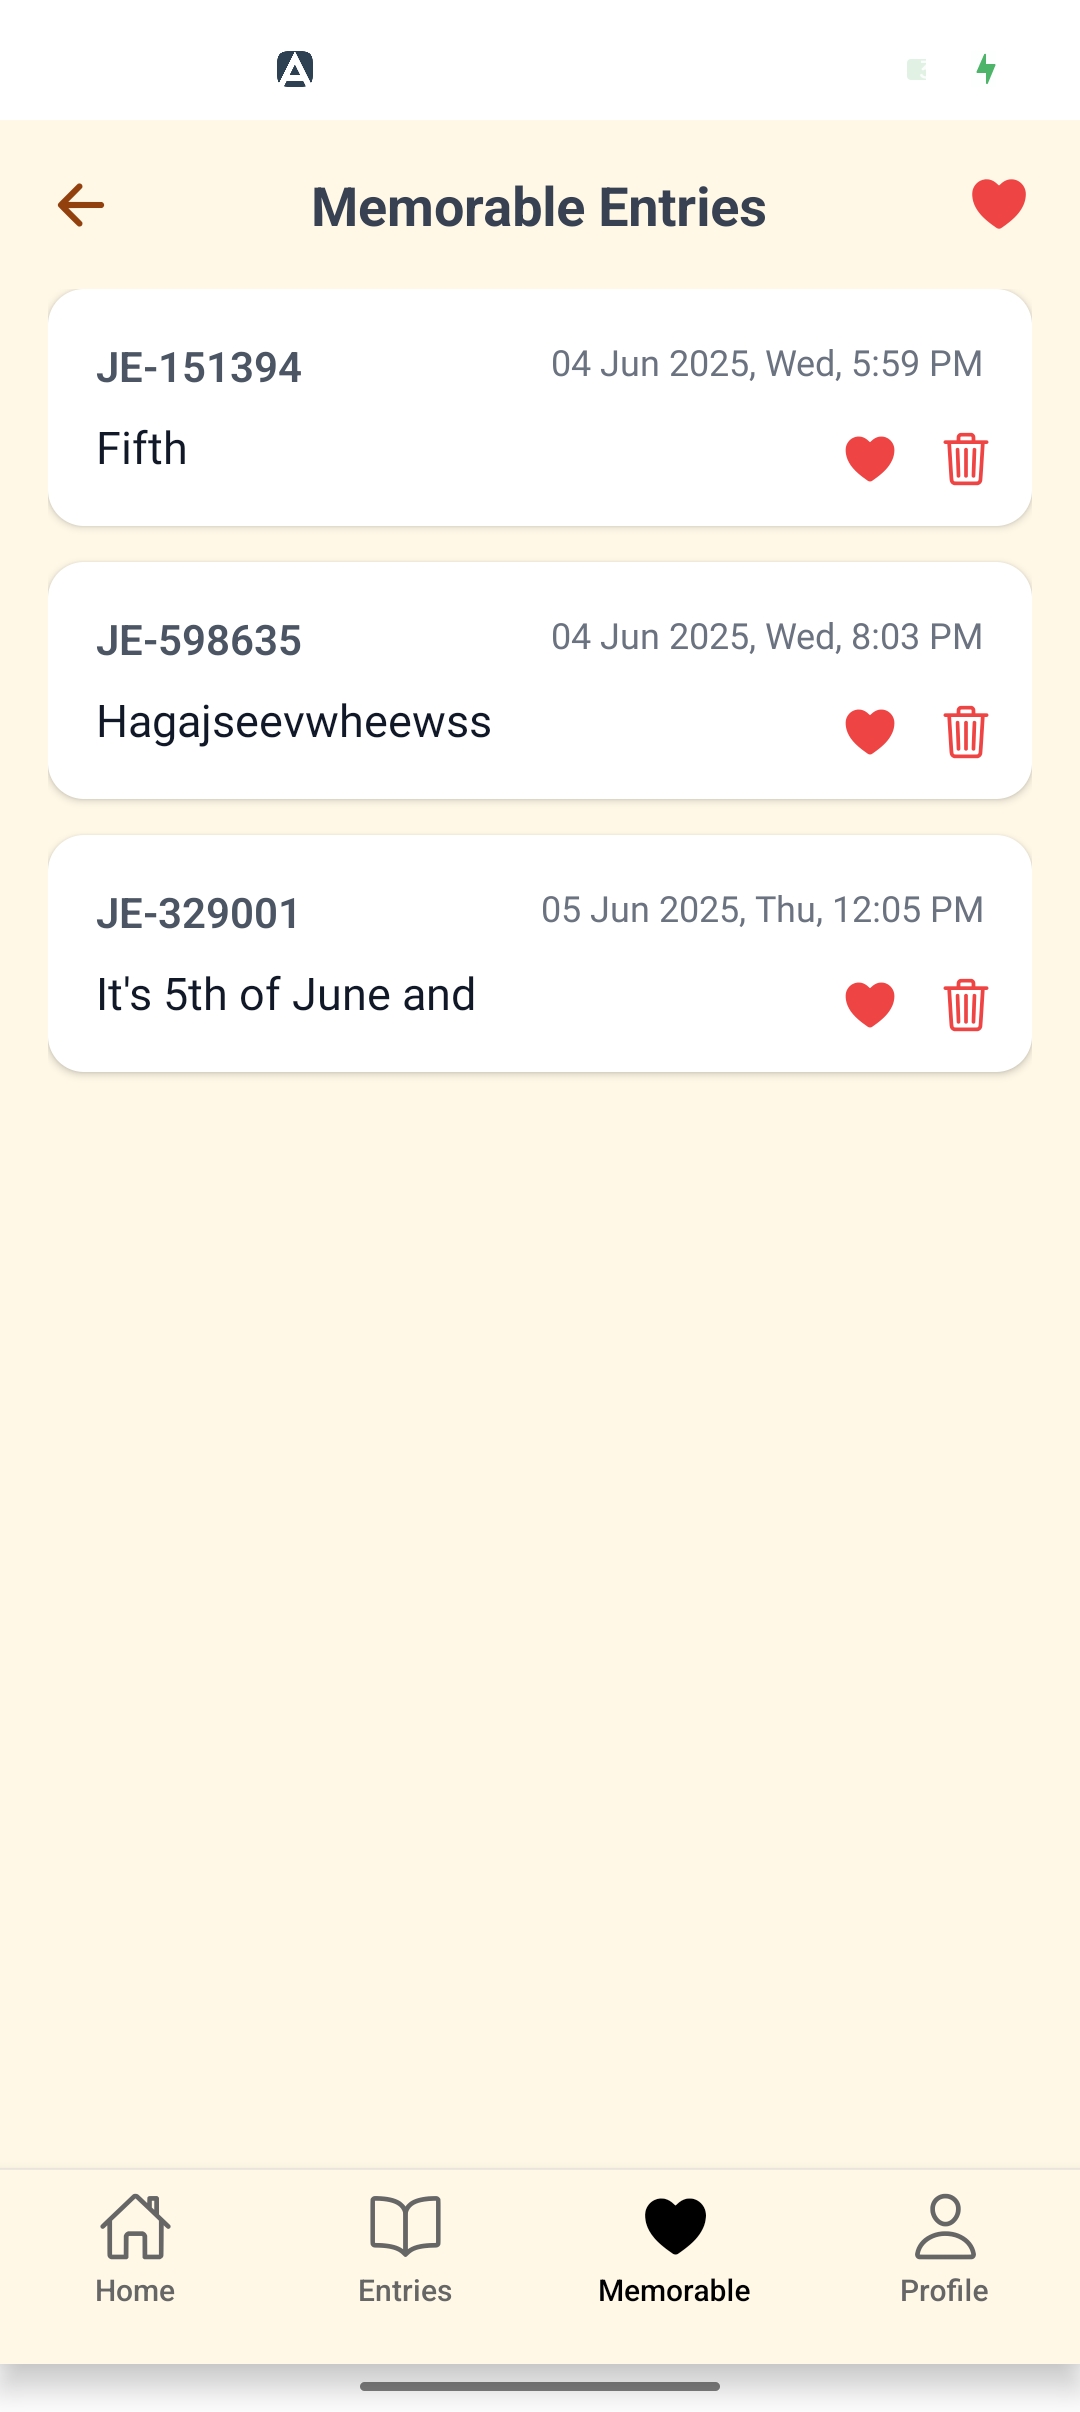 Memorable Entries
JE-151394
04 Jun 2025, Wed, 5:59 PM
Fifth
JE-598635
04 Jun 2025, Wed, 8:03 PM
Hagajseevwheewss
JE-329001
05 Jun 2025, Thu, 12:05 PM
It's 5th of June and
Home
Entries
Memorable
Profile